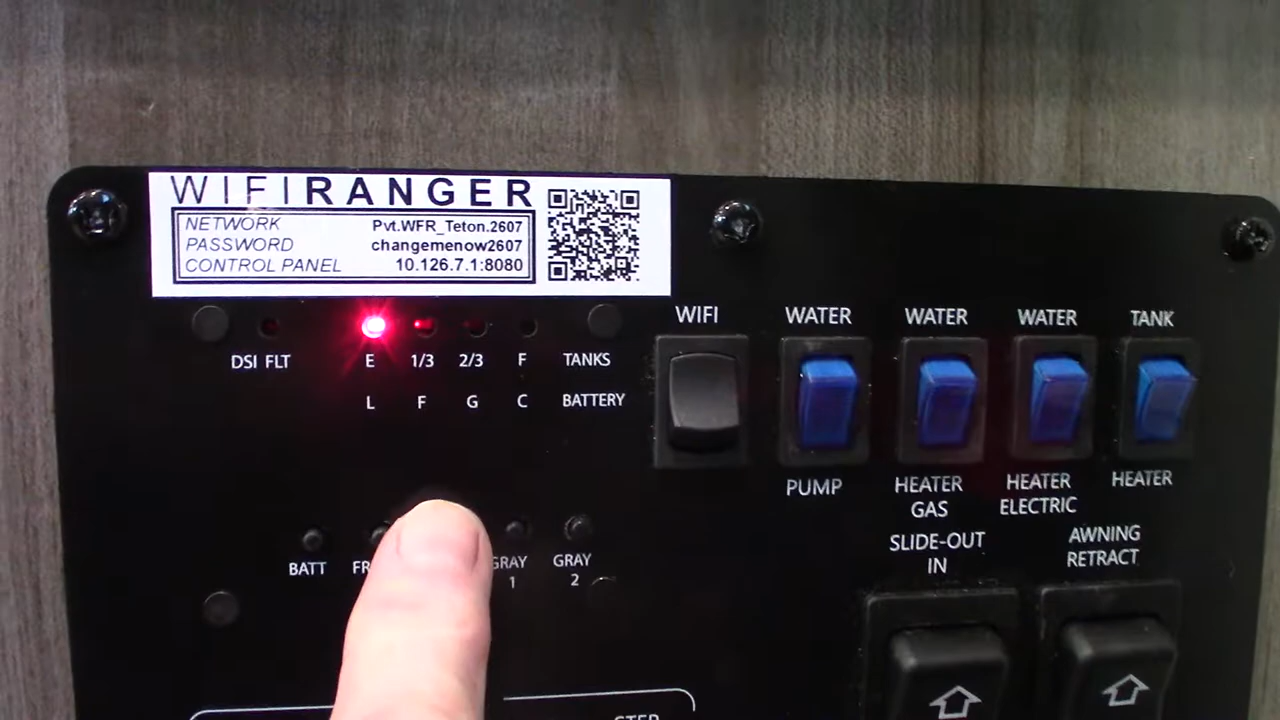 WIFIRANGER
NETWORK Pvt.WFR_Teton.2607
PASSWORD changemenow2607
CONTROL PANEL 10.126.7.1:8080
WIFI WATER WATER WATER TANK
DSI FLT E 1/3 2/3 F TANKS
L F G C BATTERY
PUMP HEATER GAS HEATER ELECTRIC HEATER
SLIDE-OUT IN AWNING RETRACT
BATT GRAY 1 GRAY 2